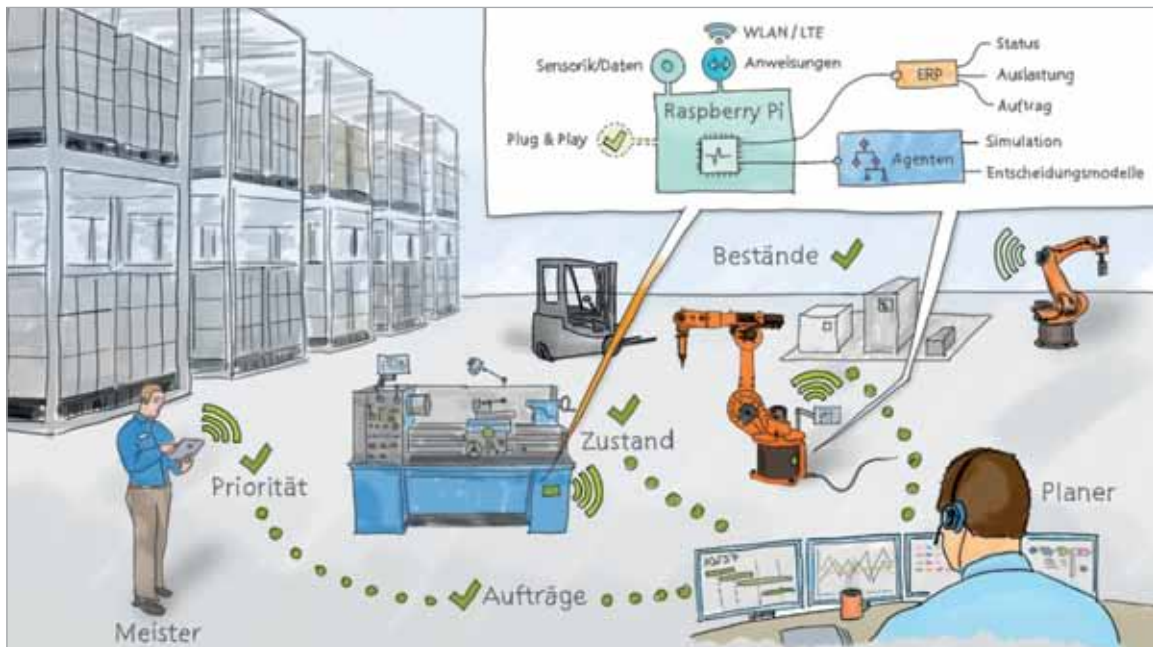 WLAN / LTE
Sensorik/Daten
Anweisungen
Raspberry Pi
Plug & Play
ERP
Status
Auslastung
Auftrag
Agenten
Simulation
Entscheidungsmodelle
Bestände
Zustand
Priorität
Planer
Aufträge
Meister